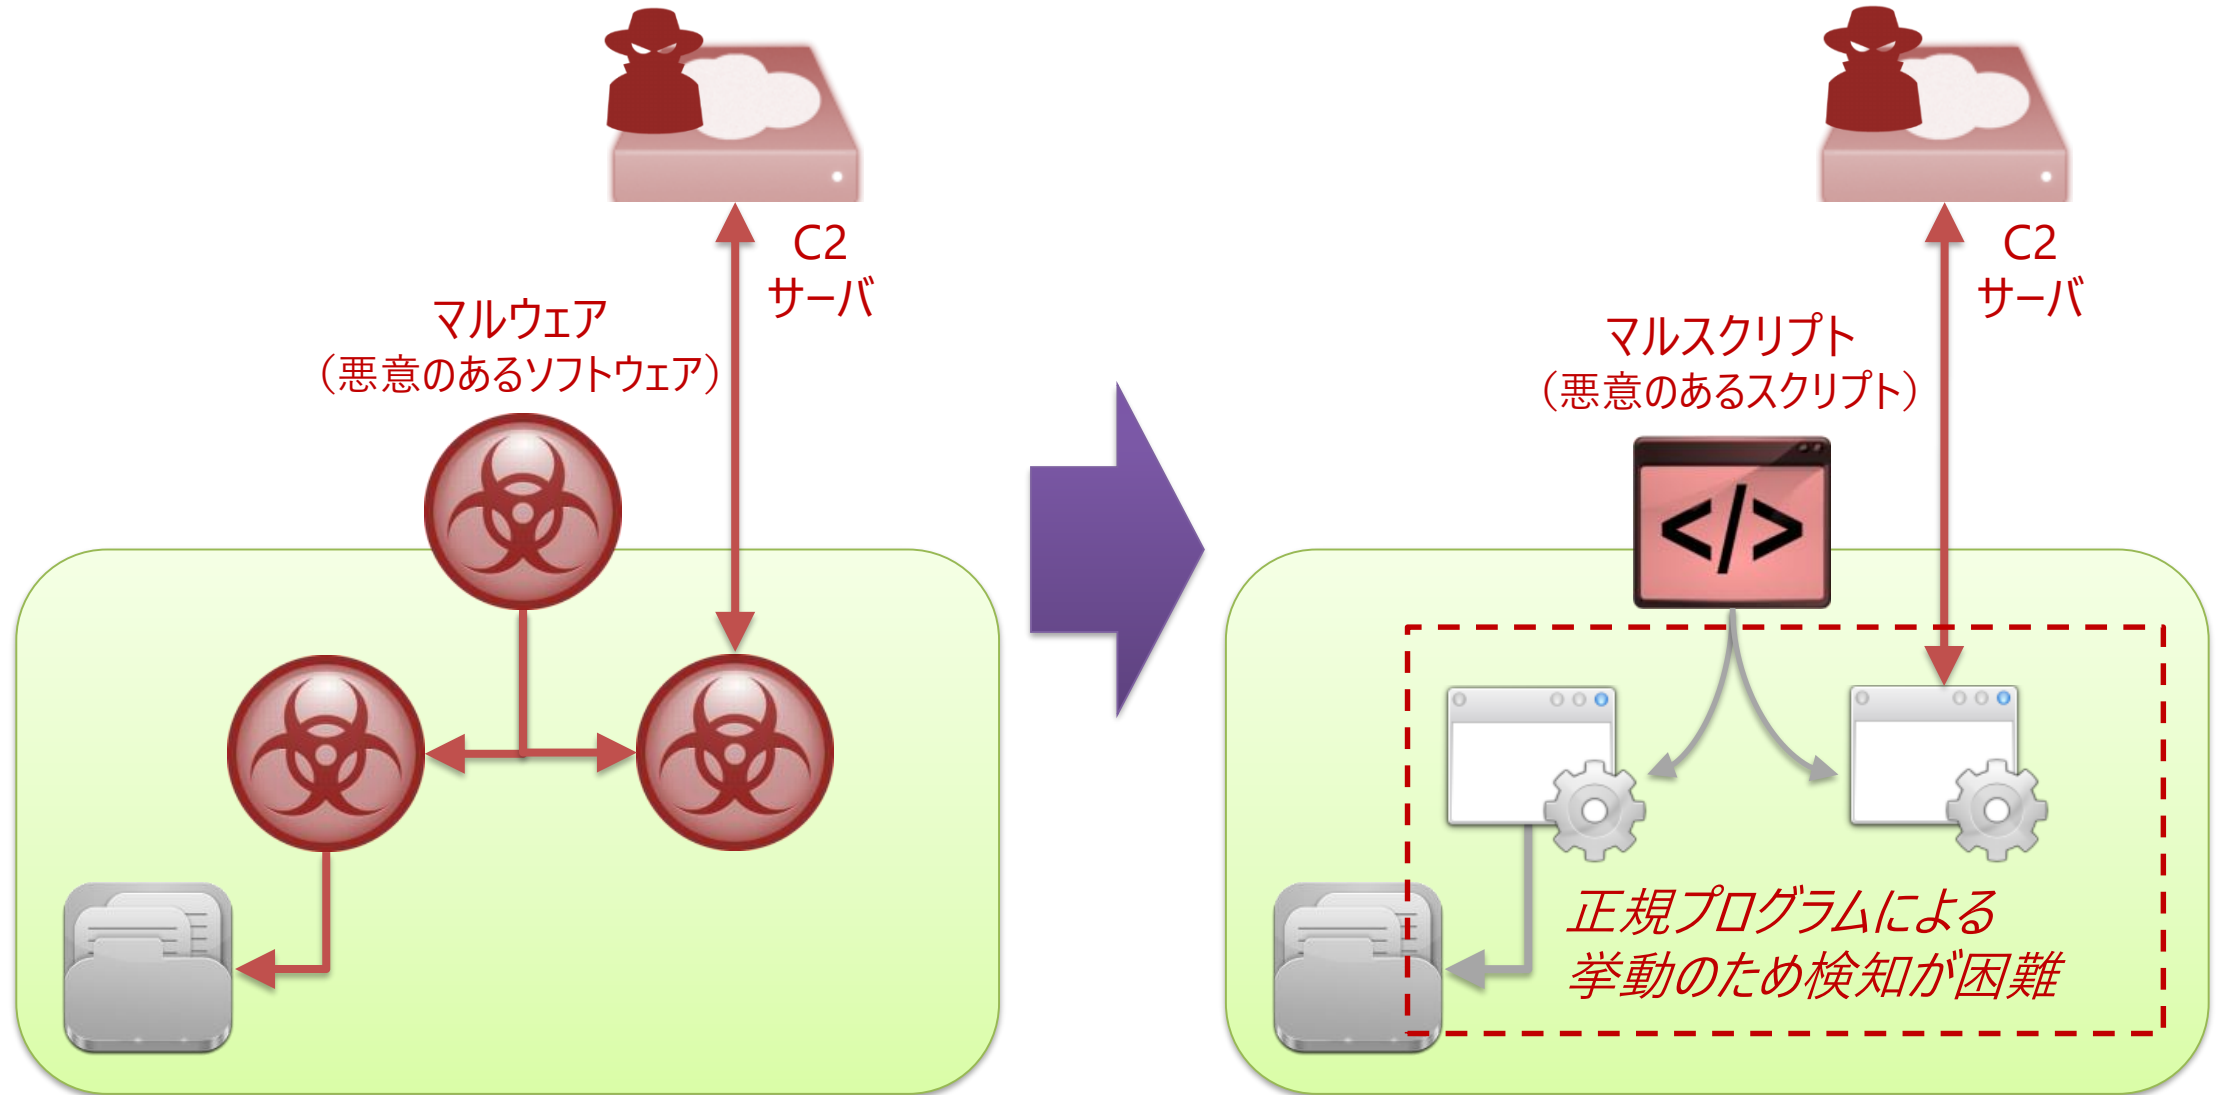 C2
サーバ
マルウェア
（悪意のあるソフトウェア）
C2
サーバ
マルスクリプト
（悪意のあるスクリプト）
</>
正規プログラムによる
挙動のため検知が困難